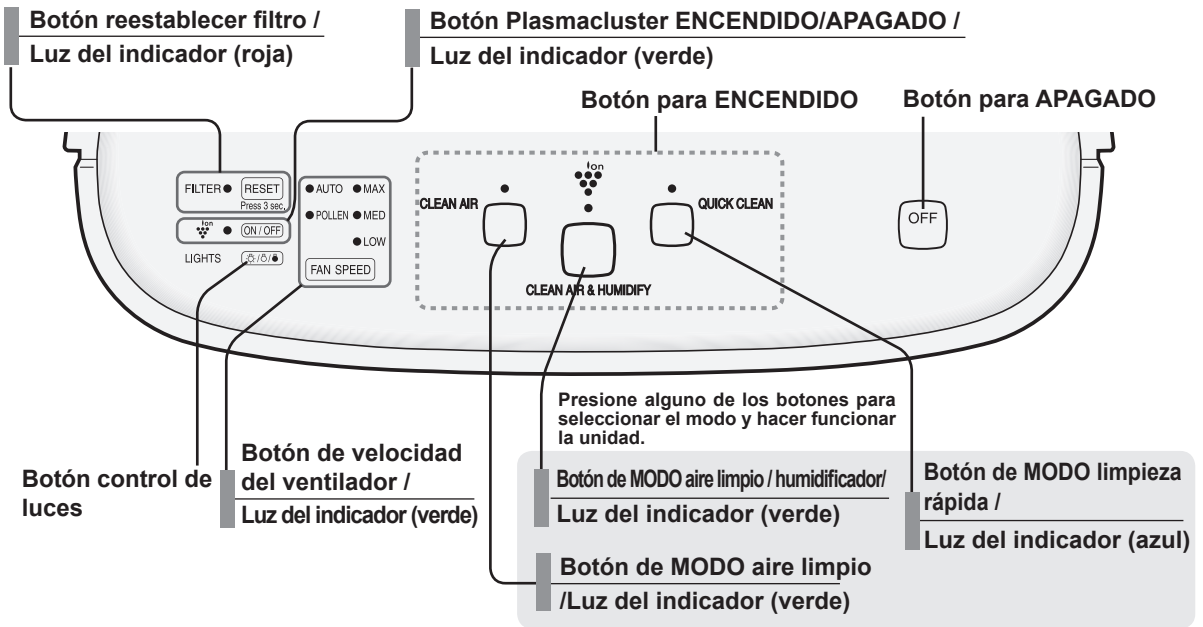 Botón reestablecer filtro /
Luz del indicador (roja)
Botón Plasmacluster ENCENDIDO/APAGADO /
Luz del indicador (verde)
Botón para ENCENDIDO
Botón para APAGADO
FILTER RESET
Press 3 sec.
ion
ON / OFF
LIGHTS
AUTO MAX
POLLEN MED
LOW
FAN SPEED
ion
CLEAN AIR
QUICK CLEAN
CLEAN AIR & HUMIDIFY
OFF
Presione alguno de los botones para
seleccionar el modo y hacer funcionar
la unidad.
Botón control de
luces
Botón de velocidad
del ventilador /
Luz del indicador (verde)
Botón de MODO aire limpio / humidificador/
Luz del indicador (verde)
Botón de MODO aire limpio
/Luz del indicador (verde)
Botón de MODO limpieza
rápida /
Luz del indicador (azul)